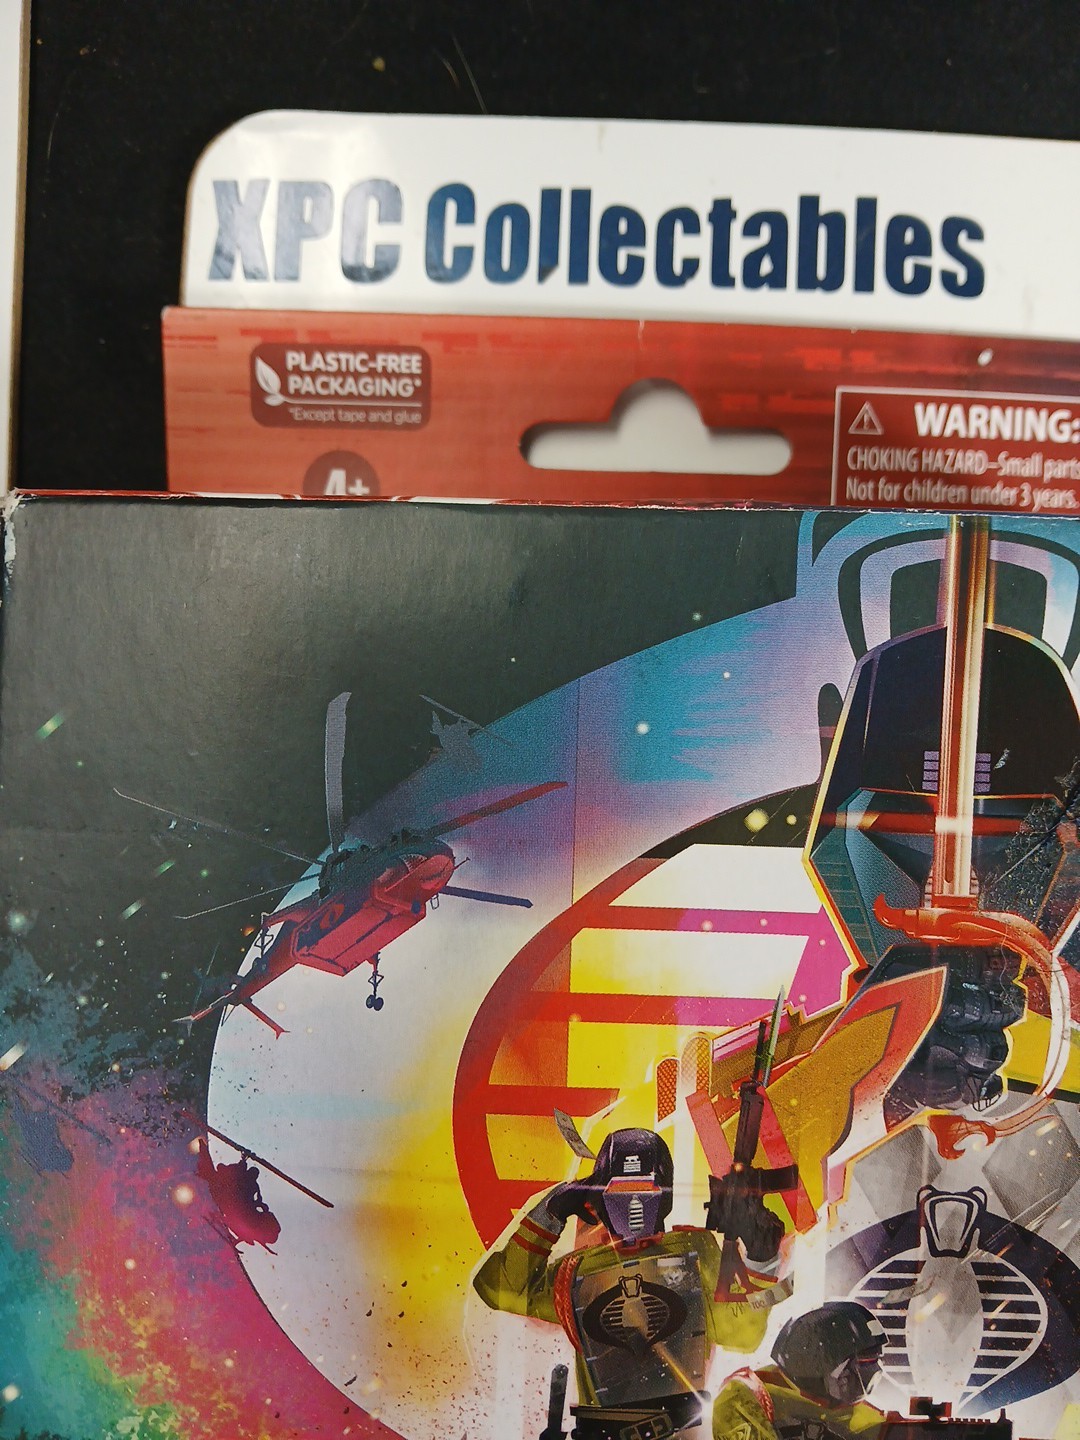 XPC Collectables
PLASTIC-FREE
PACKAGING*
*Except tape and glue
4+
WARNING:
CHOKING HAZARD–Small parts
Not for children under 3 years.